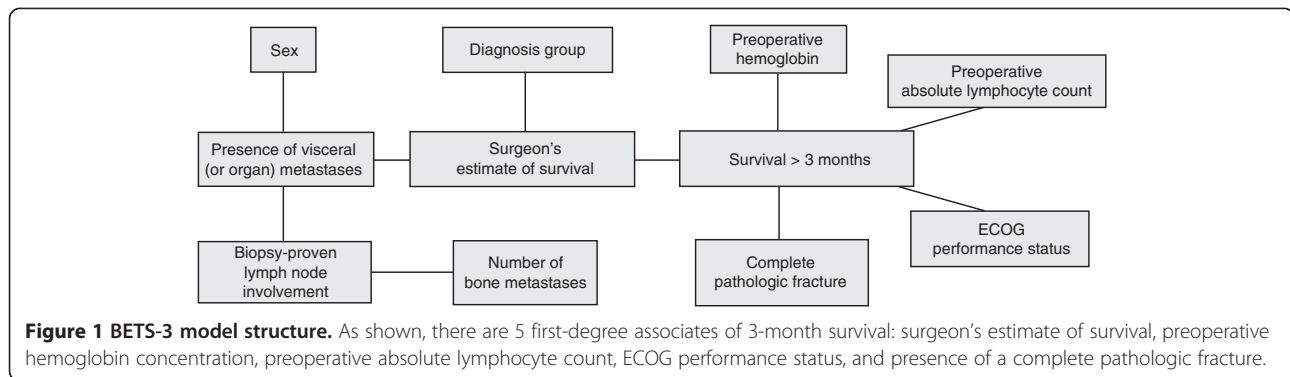 Sex
Diagnosis group
Preoperative
hemoglobin
Preoperative
absolute lymphocyte count
Presence of visceral
(or organ) metastases
Surgeon's
estimate of survival
Survival > 3 months
ECOG
performance status
Biopsy-proven
lymph node
involvement
Number of
bone metastases
Complete
pathologic fracture
Figure 1 BETS-3 model structure. As shown, there are 5 first-degree associates of 3-month survival: surgeon's estimate of survival, preoperative
hemoglobin concentration, preoperative absolute lymphocyte count, ECOG performance status, and presence of a complete pathologic fracture.